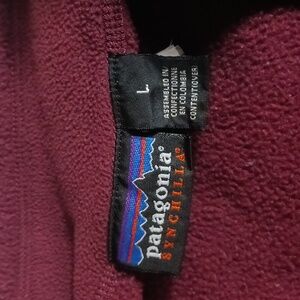 L
ASSEMBLED IN
CONFECTIONNE
EN COLOMBIA
CONTENT/OVER
patagonia®
SYNCHILLA®